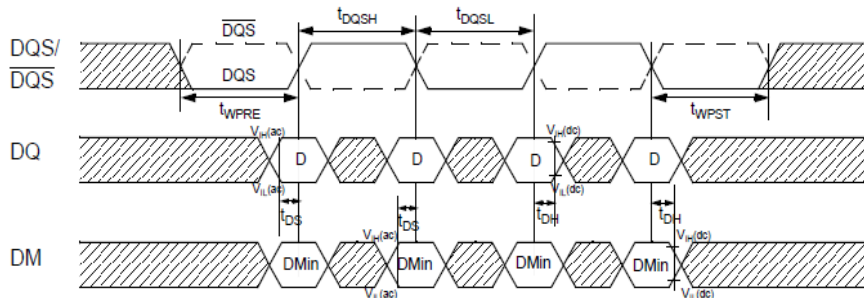 DQS tDQSH tDQSL
DQS/
DQS
DQS
tWPRE tWPST
VIH(ac) VIH(dc)
DQ D D D D
VIL(ac) VIL(dc)
tDS tDS tDH tDH
VIH(ac) VIH(dc)
DM DMin DMin DMin DMin
VIL(ac) VIL(dc)